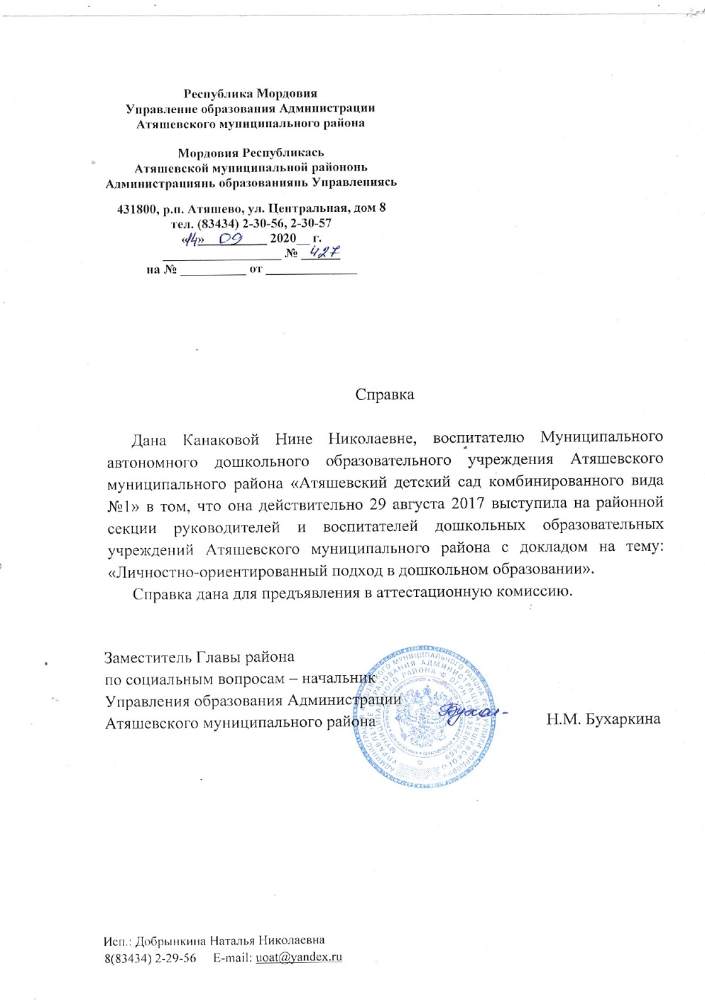 Республика Мордовия
Управление образования Администрации
Атяшевского муниципального района
Мордовия Республикась
Атяшевской муниципальной райононь
Администрациянь образованиянь Управлениясь
431800, р.п. Атяшево, ул. Центральная, дом 8
тел. (83434) 2-30-56, 2-30-57
«14» 09 2020__ г.
__________________ № 427
на № __________ от ______________
Справка
Дана Канаковой Нине Николаевне, воспитателю Муниципального
автономного дошкольного образовательного учреждения Атяшевского
муниципального района «Атяшевский детский сад комбинированного вида
№1» в том, что она действительно 29 августа 2017 выступила на районной
секции руководителей и воспитателей дошкольных образовательных
учреждений Атяшевского муниципального района с докладом на тему:
«Личностно-ориентированный подход в дошкольном образовании».
Справка дана для предъявления в аттестационную комиссию.
Заместитель Главы района
по социальным вопросам – начальник
Управления образования Администрации
Атяшевского муниципального района Н.М. Бухаркина
Исп.: Добрынкина Наталья Николаевна
8(83434) 2-29-56 E-mail: uoat@yandex.ru